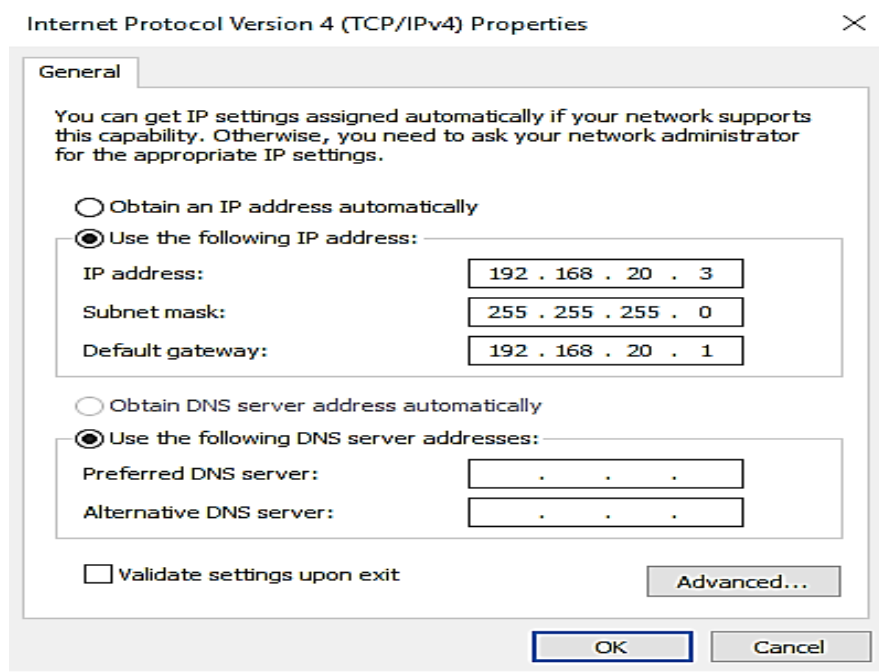 Internet Protocol Version 4 (TCP/IPv4) Properties
General
You can get IP settings assigned automatically if your network supports
this capability. Otherwise, you need to ask your network administrator
for the appropriate IP settings.
Obtain an IP address automatically
Use the following IP address:
IP address: 192 . 168 . 20 . 3
Subnet mask: 255 . 255 . 255 . 0
Default gateway: 192 . 168 . 20 . 1
Obtain DNS server address automatically
Use the following DNS server addresses:
Preferred DNS server: . . .
Alternative DNS server: . . .
Validate settings upon exit
Advanced...
OK Cancel